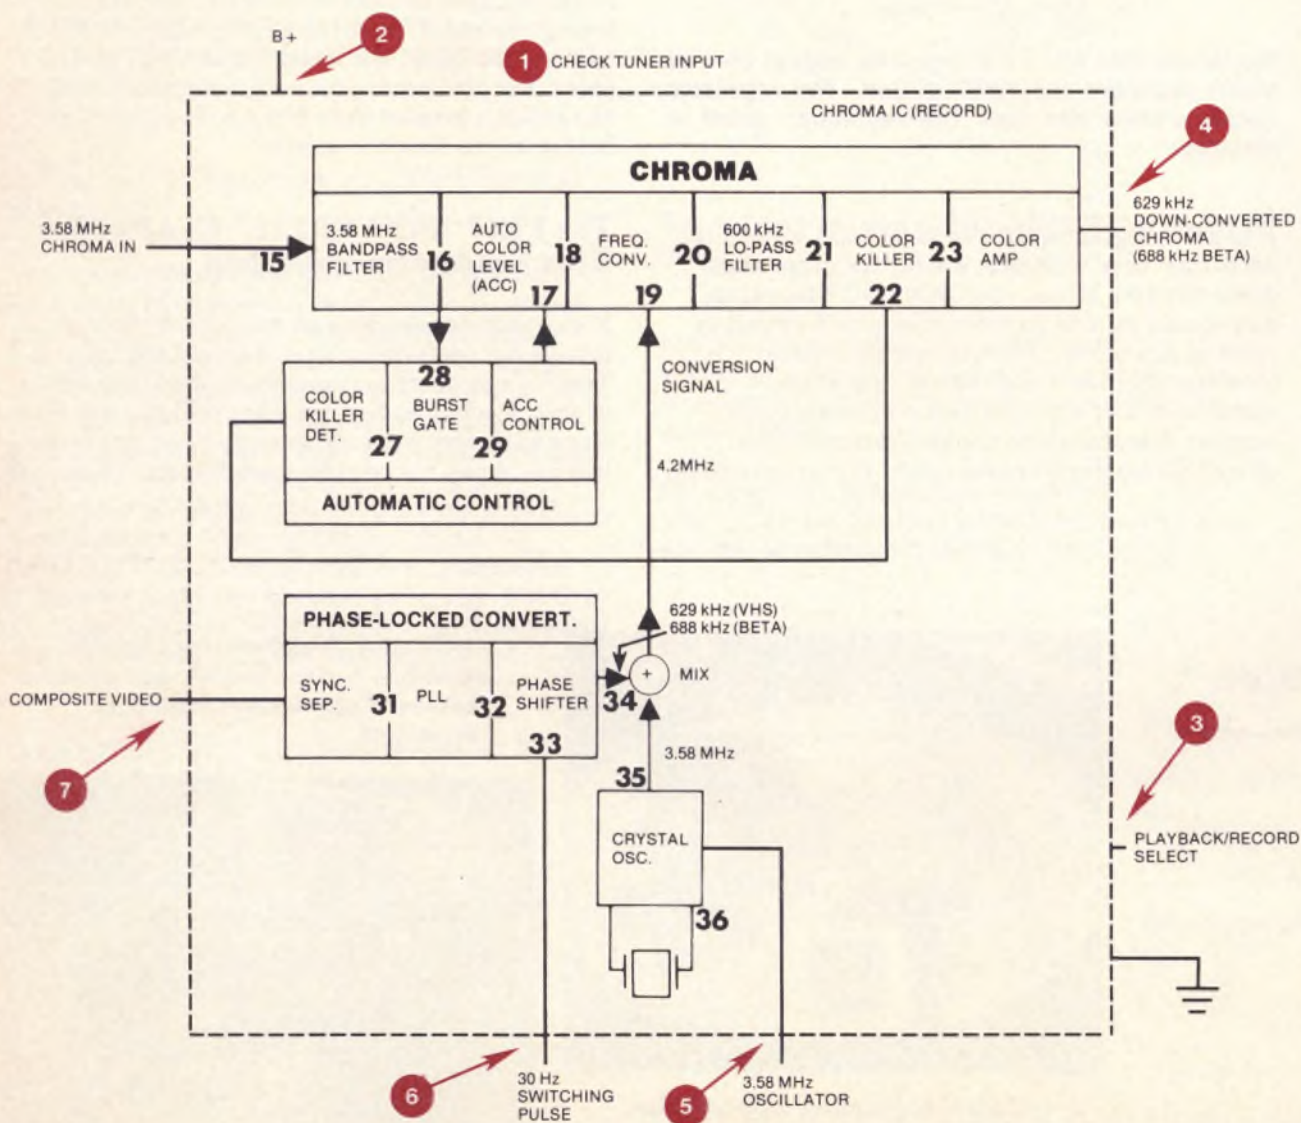 B+
2
1 CHECK TUNER INPUT
CHROMA IC (RECORD)
4
CHROMA
3.58 MHz
CHROMA IN
15
3.58 MHz
BANDPASS
FILTER
16
AUTO
COLOR
LEVEL
(ACC)
17
18
FREQ.
CONV.
19
20
600 kHz
LO-PASS
FILTER
21
COLOR
KILLER
22
23
COLOR
AMP
629 kHz
DOWN-CONVERTED
CHROMA
(688 kHz BETA)
COLOR
KILLER
DET.
27
28
BURST
GATE
29
ACC
CONTROL
AUTOMATIC CONTROL
CONVERSION
SIGNAL
4.2MHz
PHASE-LOCKED CONVERT.
629 kHz (VHS)
688 kHz (BETA)
COMPOSITE VIDEO
SYNC.
SEP.
31
PLL
32
PHASE
SHIFTER
33
34
+
MIX
7
3.58 MHz
3
35
CRYSTAL
OSC.
36
PLAYBACK/RECORD
SELECT
6
30 Hz
SWITCHING
PULSE
5
3.58 MHz
OSCILLATOR